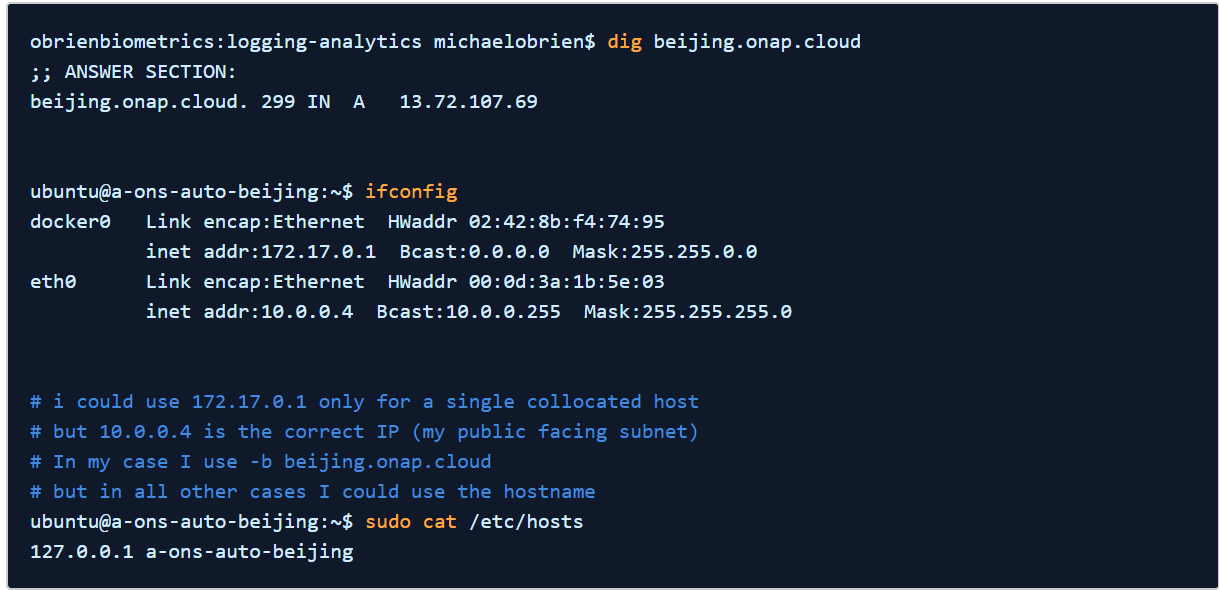 obrienbiometrics:logging-analytics michaelobrien$ dig beijing.onap.cloud
;; ANSWER SECTION:
beijing.onap.cloud. 299 IN  A   13.72.107.69
ubuntu@a-ons-auto-beijing:~$ ifconfig
docker0   Link encap:Ethernet  HWaddr 02:42:8b:f4:74:95
          inet addr:172.17.0.1  Bcast:0.0.0.0  Mask:255.255.0.0
eth0      Link encap:Ethernet  HWaddr 00:0d:3a:1b:5e:03
          inet addr:10.0.0.4  Bcast:10.0.0.255  Mask:255.255.255.0
# i could use 172.17.0.1 only for a single collocated host
# but 10.0.0.4 is the correct IP (my public facing subnet)
# In my case I use -b beijing.onap.cloud
# but in all other cases I could use the hostname
ubuntu@a-ons-auto-beijing:~$ sudo cat /etc/hosts
127.0.0.1 a-ons-auto-beijing